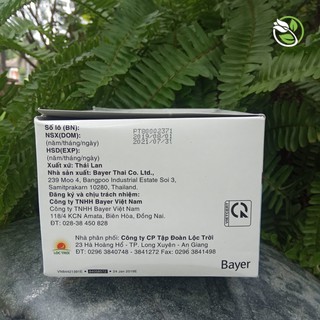 Số lô (BN): PT00002371
NSX(DOM): 2019/08/01
(năm/tháng/ngày) 2021/07/31
HSD(EXP):
(năm/tháng/ngày)
Xuất xứ: Thái Lan
Nhà sản xuất: Bayer Thai Co. Ltd.,
239 Moo 4, Bangpoo Industrial Estate Soi 3,
Samitprakarn 10280, Thailand.
Đăng ký và chịu trách nhiệm:
Công ty TNHH Bayer Việt Nam
Công ty TNHH Bayer Việt Nam
118/4 KCN Amata, Biên Hòa, Đồng Nai.
ĐT: 028-38 450 828
Nhà phân phối: Công ty CP Tập Đoàn Lộc Trời
23 Hà Hoàng Hổ - TP. Long Xuyên - An Giang
ĐT: 0296 3840748 - 3841272 Fax: 0296 3841498
LỘC TRỜI
Bayer